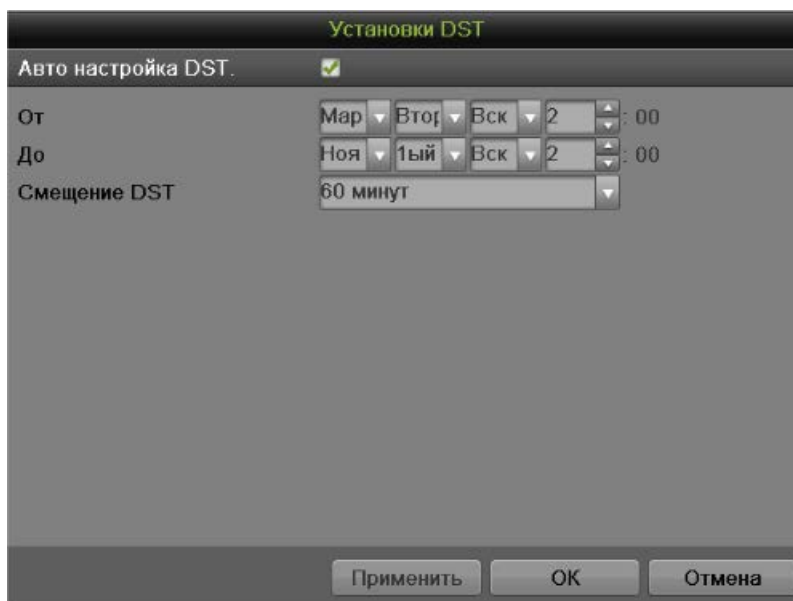 Установки DST
Авто настройка DST.
От Мар Втор Вск 2 : 00
До Ноя 1ый Вск 2 : 00
Смещение DST 60 минут
Применить OK Отмена